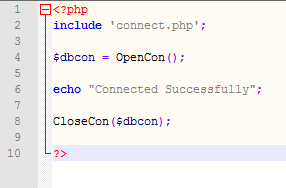 1 <?php
2 include 'connect.php';
3
4 $dbcon = OpenCon();
5
6 echo "Connected Successfully";
7
8 CloseCon($dbcon);
9
10 ?>